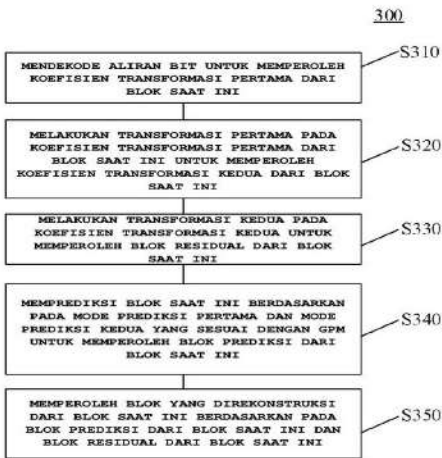 300
MENDEKODE ALIRAN BIT UNTUK MEMPEROLEH
KOEFISIEN TRANSFORMASI PERTAMA DARI
BLOK SAAT INI
S310
MELAKUKAN TRANSFORMASI PERTAMA PADA
KOEFISIEN TRANSFORMASI PERTAMA DARI
BLOK SAAT INI UNTUK MEMPEROLEH
KOEFISIEN TRANSFORMASI KEDUA DARI BLOK
SAAT INI
S320
MELAKUKAN TRANSFORMASI KEDUA PADA
KOEFISIEN TRANSFORMASI KEDUA UNTUK
MEMPEROLEH BLOK RESIDUAL DARI BLOK
SAAT INI
S330
MEMPREDIKSI BLOK SAAT INI BERDASARKAN
PADA MODE PREDIKSI PERTAMA DAN MODE
PREDIKSI KEDUA YANG SESUAI DENGAN GPM
UNTUK MEMPEROLEH BLOK PREDIKSI DARI
BLOK SAAT INI
S340
MEMPEROLEH BLOK YANG DIREKONSTRUKSI
DARI BLOK SAAT INI BERDASARKAN PADA
BLOK PREDIKSI DARI BLOK SAAT INI DAN
BLOK RESIDUAL DARI BLOK SAAT INI
S350